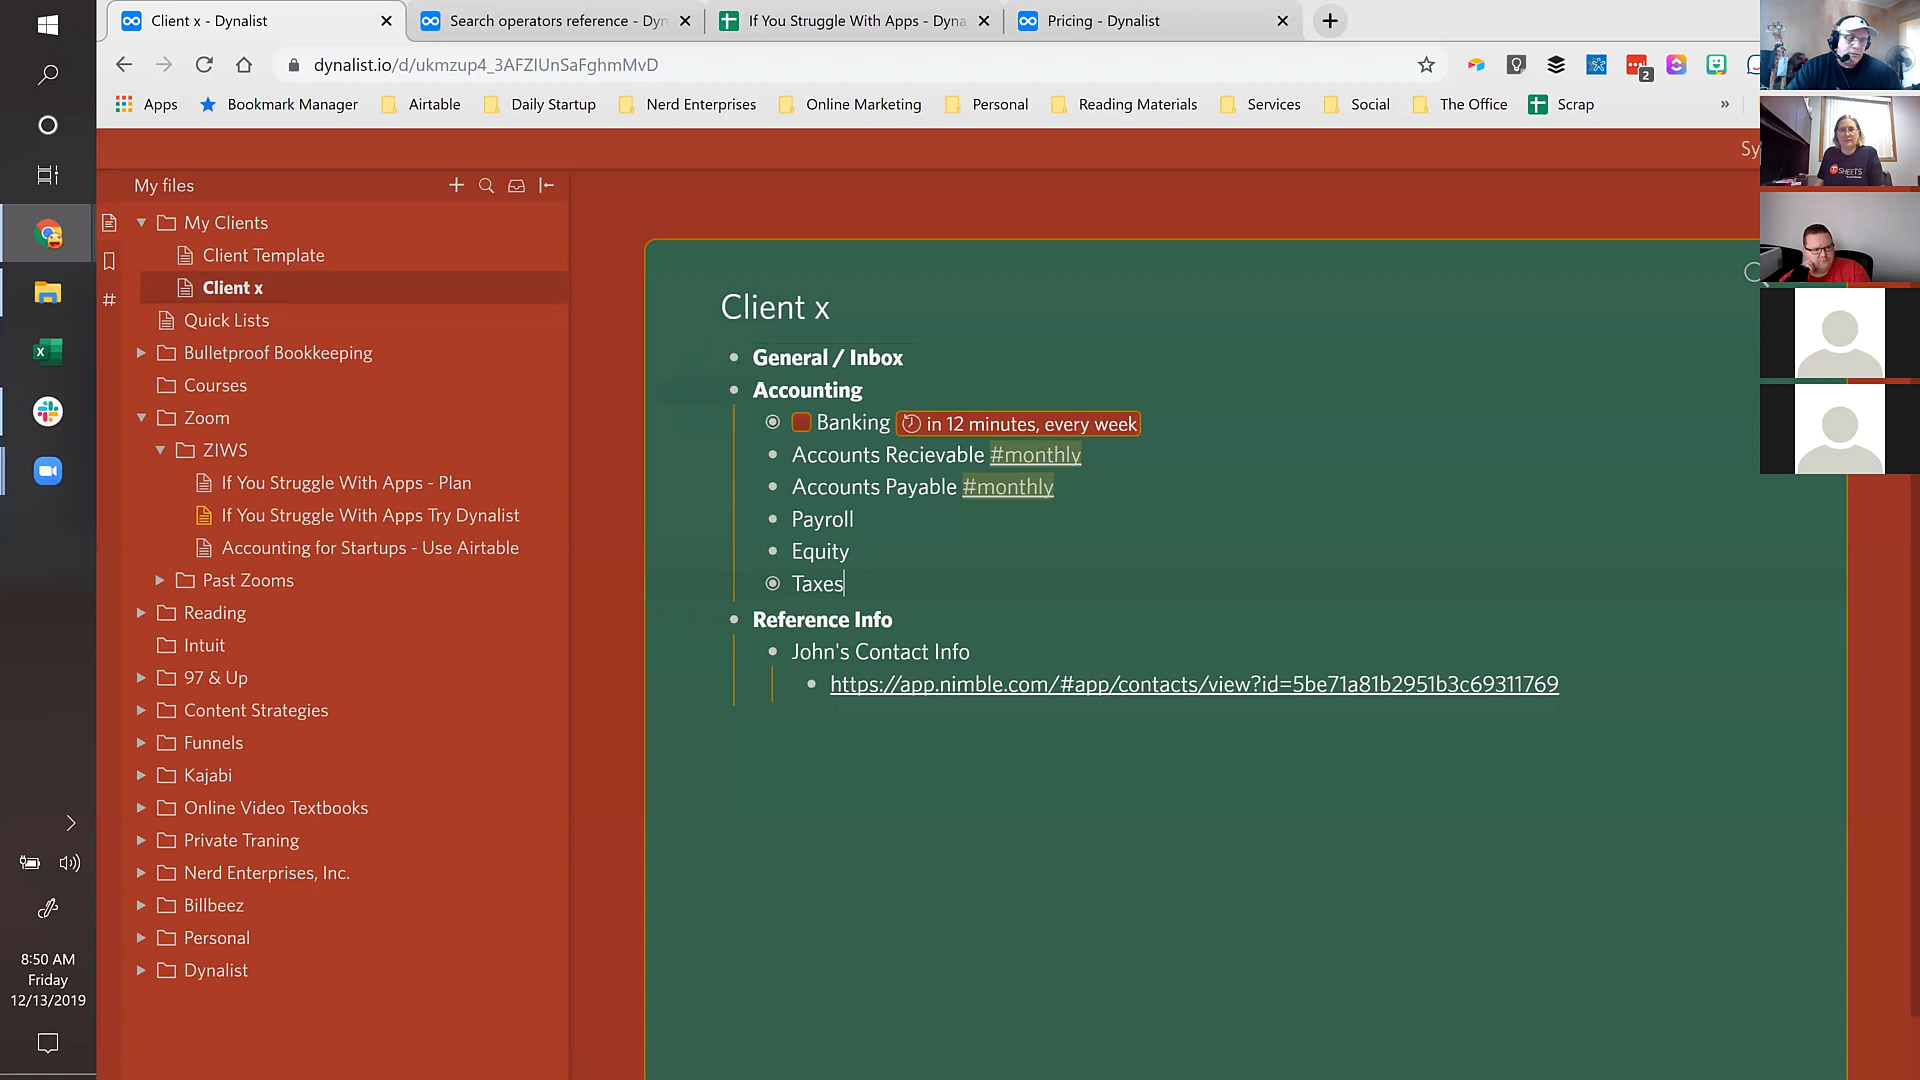 Client x - Dynalist
Search operators reference - Dyn
If You Struggle With Apps - Dyna
Pricing - Dynalist
dynalist.io/d/ukmzup4_3AFZIUnSaFghmMvD
2
Apps
Bookmark Manager
Airtable
Daily Startup
Nerd Enterprises
Online Marketing
Personal
Reading Materials
Services
Social
The Office
Scrap
»
Sy
SHEETS
My files
My Clients
Client Template
Client x
Quick Lists
Bulletproof Bookkeeping
Courses
Zoom
ZIWS
If You Struggle With Apps - Plan
If You Struggle With Apps Try Dynalist
Accounting for Startups - Use Airtable
Past Zooms
Reading
Intuit
97 & Up
Content Strategies
Funnels
Kajabi
Online Video Textbooks
Private Traning
Nerd Enterprises, Inc.
Billbeez
Personal
Dynalist
Client x
General / Inbox
Accounting
Banking in 12 minutes, every week
Accounts Recievable #monthly
Accounts Payable #monthly
Payroll
Equity
Taxes
Reference Info
John's Contact Info
https://app.nimble.com/#app/contacts/view?id=5be71a81b2951b3c69311769
8:50 AM
Friday
12/13/2019